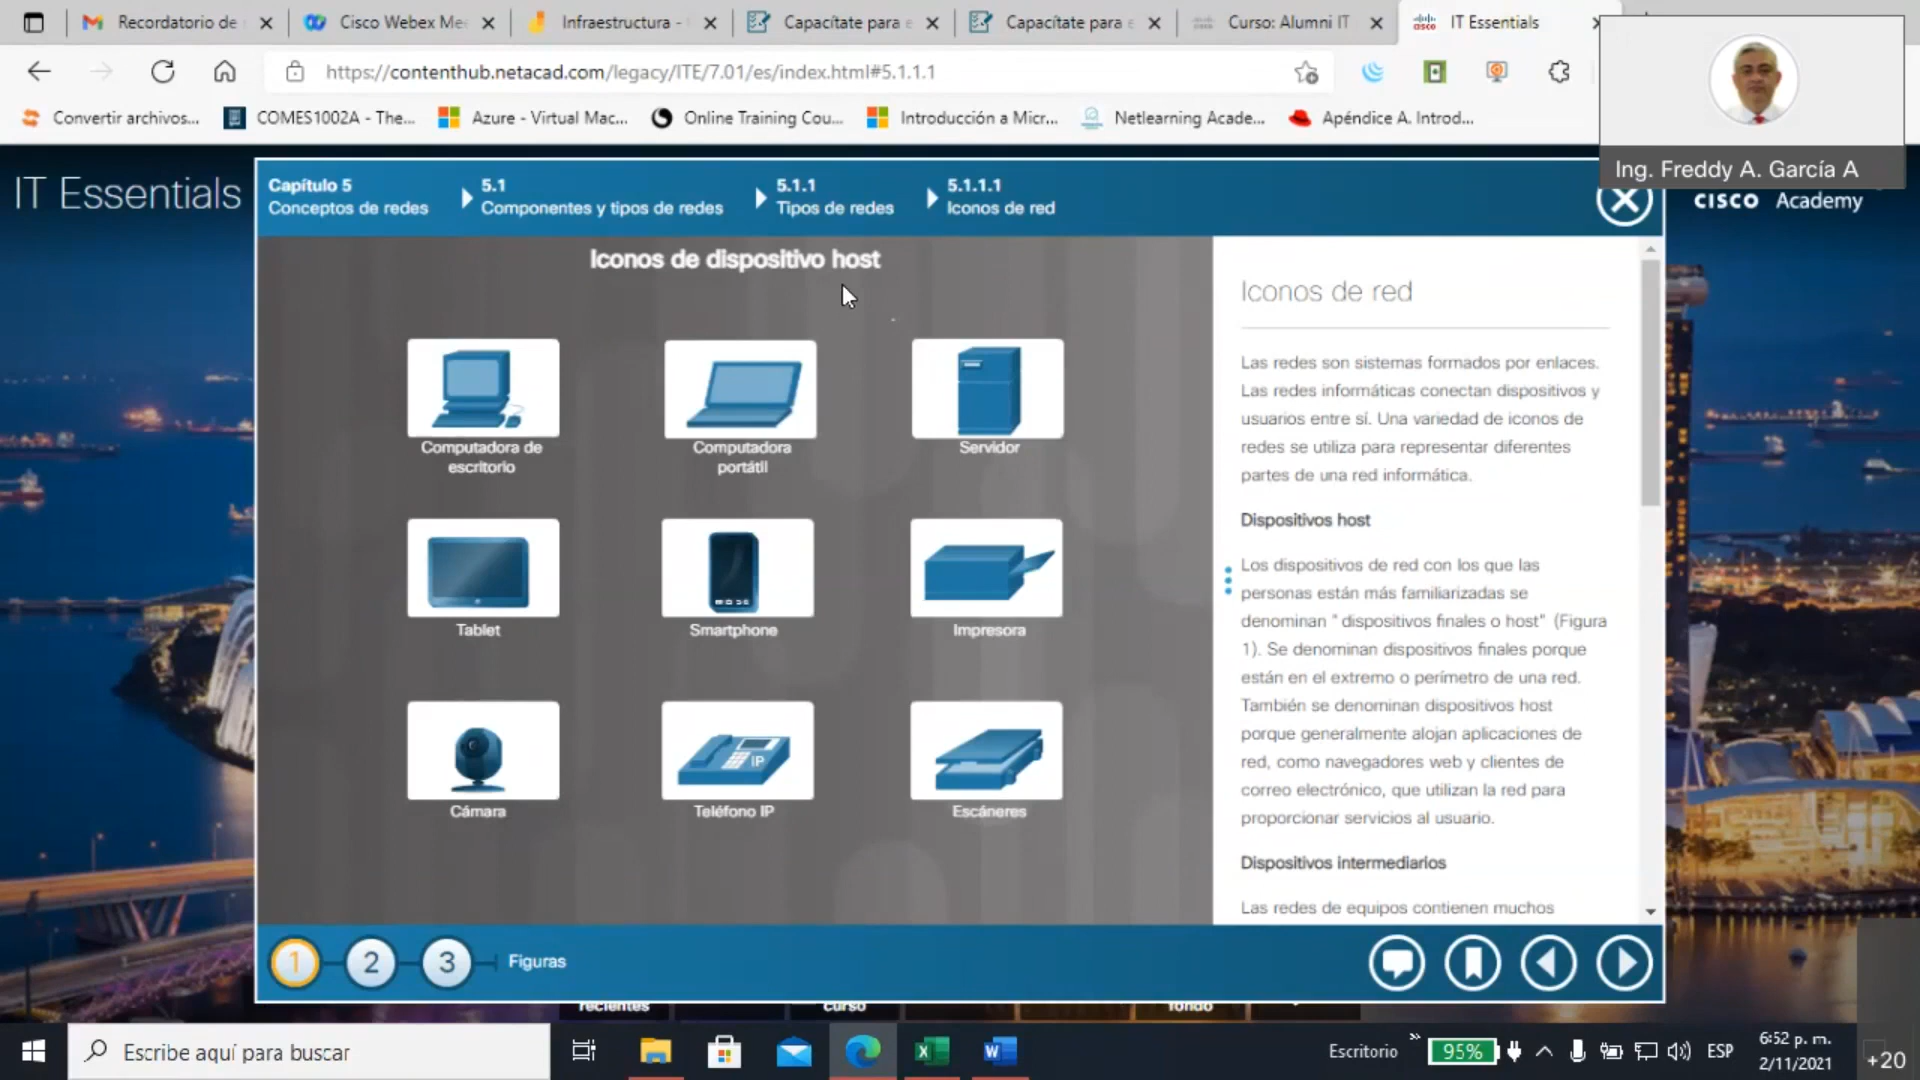 Recordatorio de
Cisco Webex Me
Infraestructura -
Capacítate para e
Capacítate para e
Curso: Alumni IT
cisco
IT Essentials
https://contenthub.netacad.com/legacy/ITE/7.01/es/index.html#5.1.1.1
Convertir archivos...
COMES1002A - The...
Azure - Virtual Mac...
Online Training Cou...
Introducción a Micr...
Netlearning Acade...
Apéndice A. Introd...
Ing. Freddy A. García A
IT Essentials
CISCO Academy
Capítulo 5
Conceptos de redes
5.1
Componentes y tipos de redes
5.1.1
Tipos de redes
5.1.1.1
Iconos de red
Iconos de dispositivo host
Computadora de
escritorio
Computadora
portátil
Servidor
Tablet
Smartphone
Impresora
Cámara
IP
Teléfono IP
Escáneres
Iconos de red
Las redes son sistemas formados por enlaces.
Las redes informáticas conectan dispositivos y
usuarios entre sí. Una variedad de iconos de
redes se utiliza para representar diferentes
partes de una red informática.
Dispositivos host
Los dispositivos de red con los que las
personas están más familiarizadas se
denominan " dispositivos finales o host" (Figura
1). Se denominan dispositivos finales porque
están en el extremo o perímetro de una red.
También se denominan dispositivos host
porque generalmente alojan aplicaciones de
red, como navegadores web y clientes de
correo electrónico, que utilizan la red para
proporcionar servicios al usuario.
Dispositivos intermediarios
Las redes de equipos contienen muchos
1
2
3
Figuras
recientes
curso
fondo
Escribe aquí para buscar
Escritorio
95%
ESP
6:52 p. m.
2/11/2021
+20